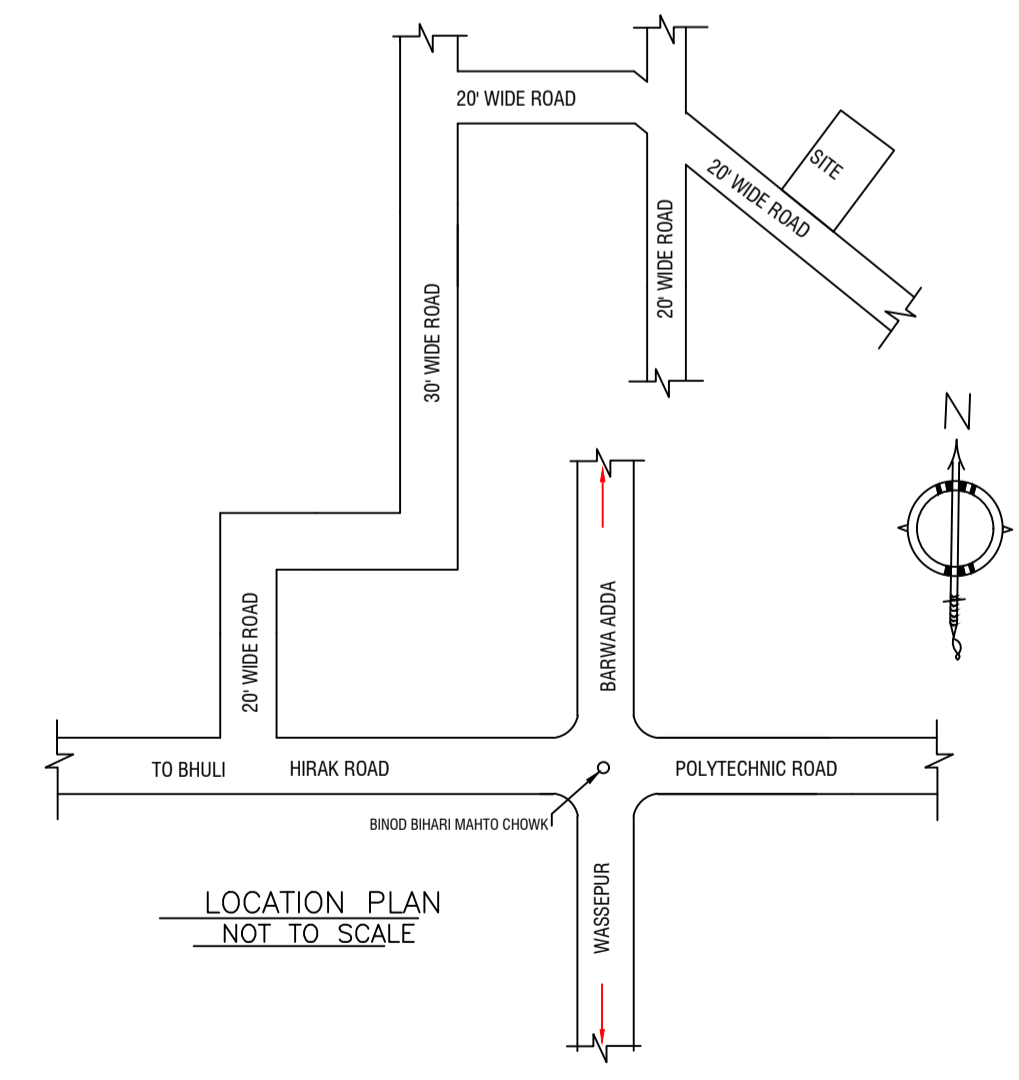 20' WIDE ROAD
SITE
20' WIDE ROAD
20' WIDE ROAD
30' WIDE ROAD
N
BARWA ADDA
20' WIDE ROAD
TO BHULI
HIRAK ROAD
POLYTECHNIC ROAD
BINOD BIHARI MAHTO CHOWK
WASSEPUR
LOCATION PLAN
NOT TO SCALE